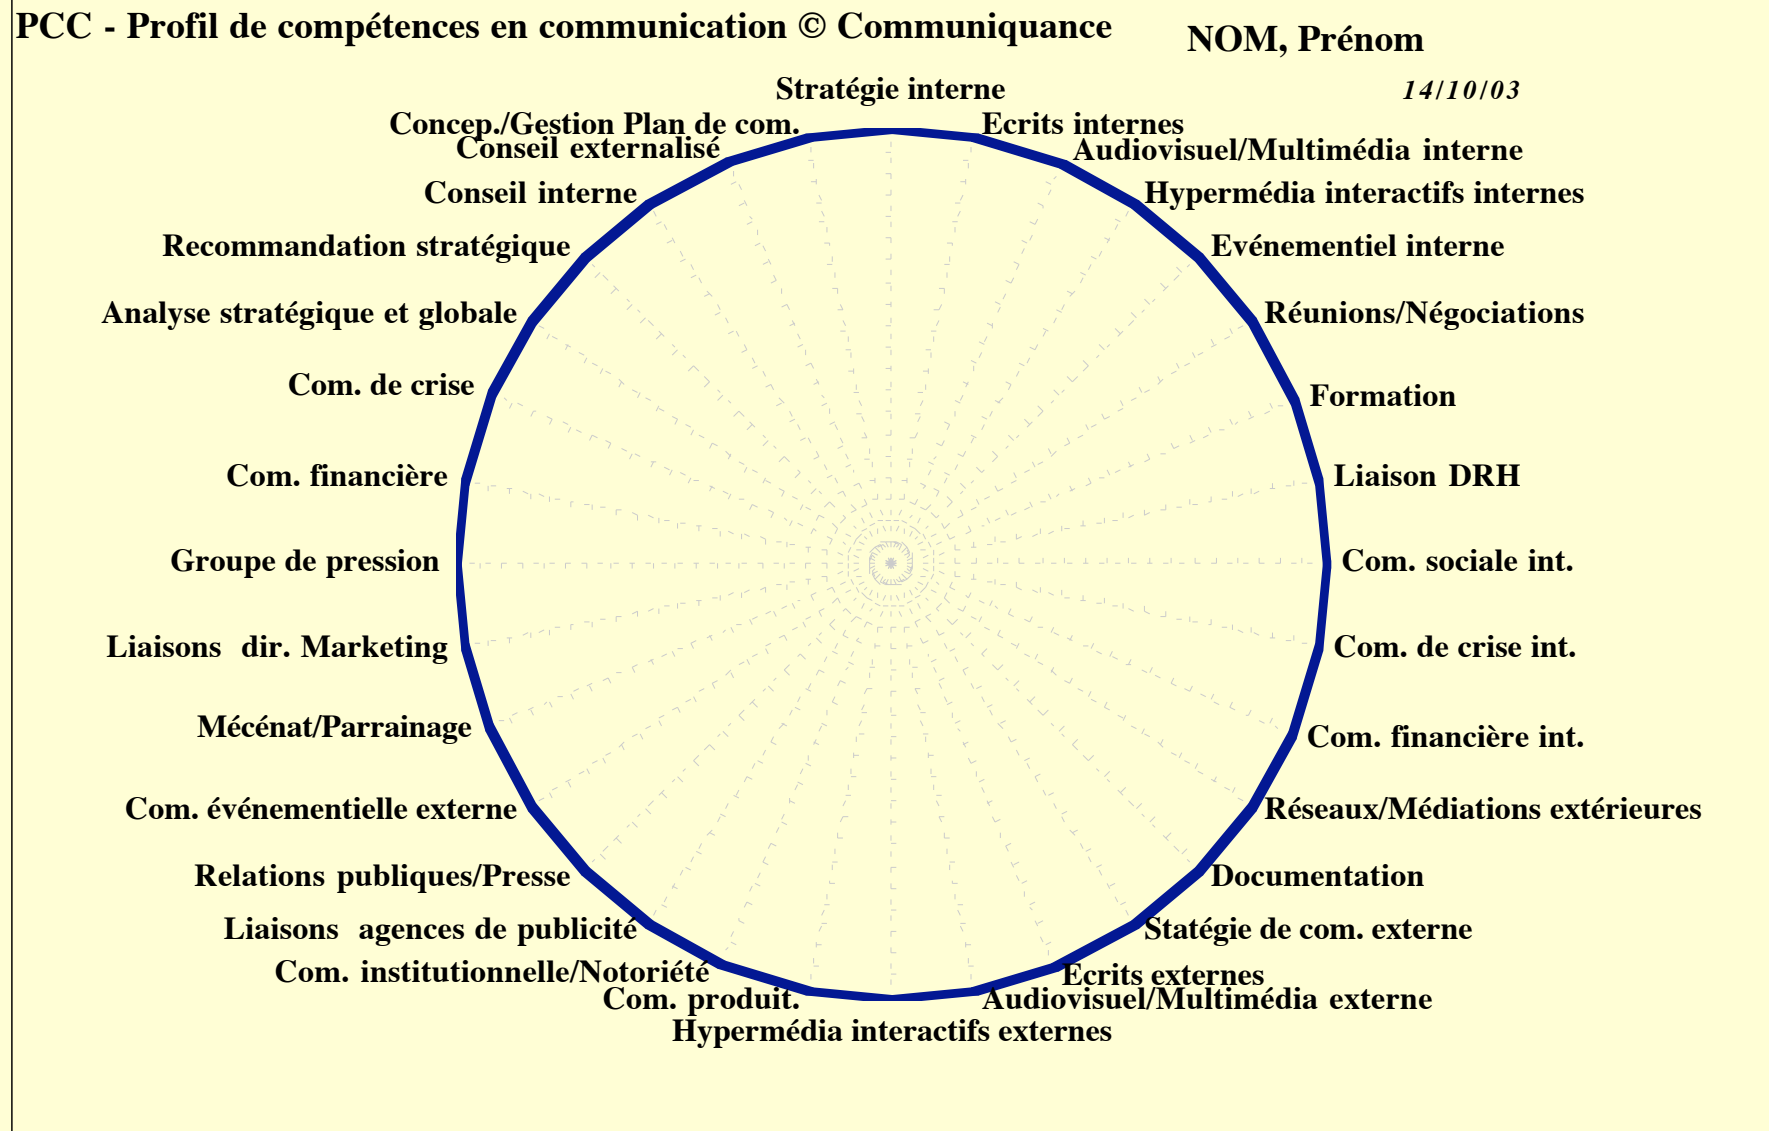 PCC - Profil de compétences en communication © Communiquance
NOM, Prénom
14/10/03
Stratégie interne
Ecrits internes
Audiovisuel/Multimédia interne
Hypermédia interactifs internes
Evénementiel interne
Réunions/Négociations
Formation
Liaison DRH
Com. sociale int.
Com. de crise int.
Com. financière int.
Réseaux/Médiations extérieures
Documentation
Statégie de com. externe
Ecrits externes
Audiovisuel/Multimédia externe
Hypermédia interactifs externes
Com. produit.
Com. institutionnelle/Notoriété
Liaisons agences de publicité
Relations publiques/Presse
Com. événementielle externe
Mécénat/Parrainage
Liaisons dir. Marketing
Groupe de pression
Com. financière
Com. de crise
Analyse stratégique et globale
Recommandation stratégique
Conseil interne
Conseil externalisé
Concep./Gestion Plan de com.